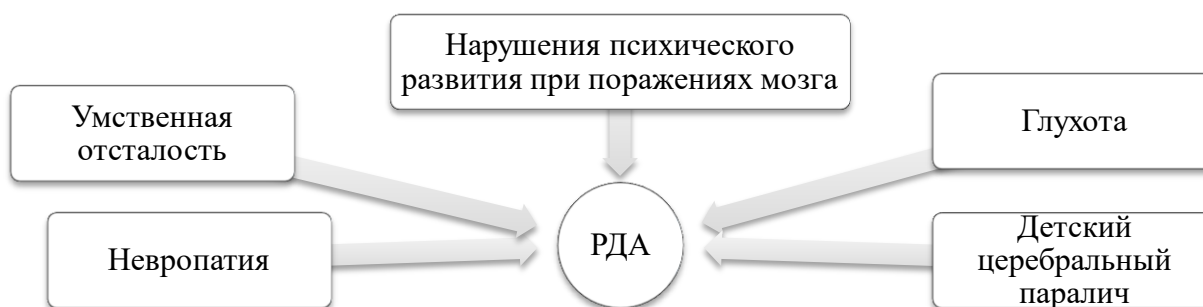 Нарушения психического
развития при поражениях мозга
Умственная
отсталость
Глухота
Невропатия
РДА
Детский
церебральный
паралич